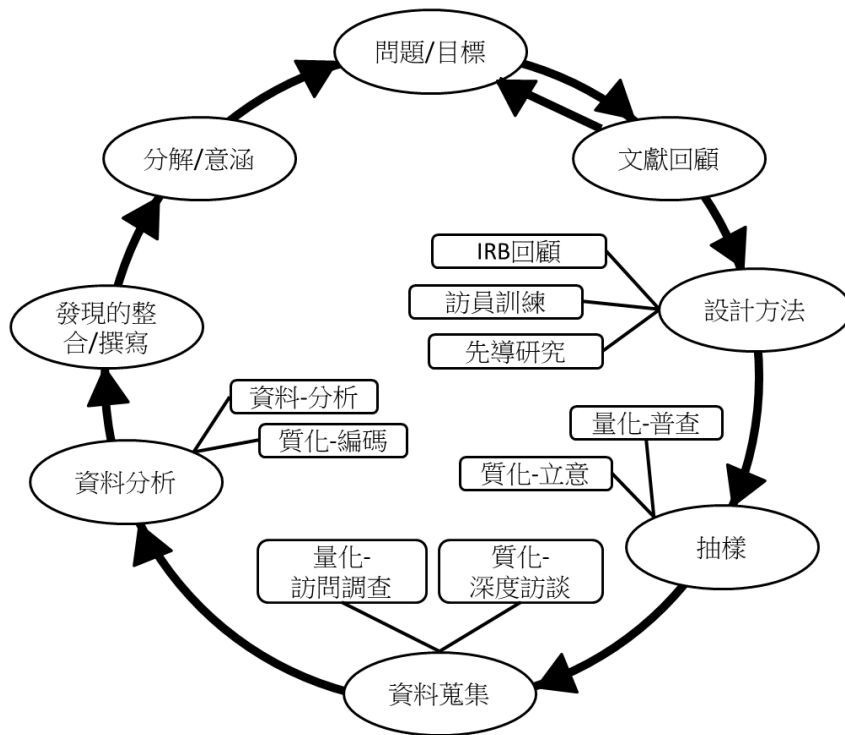 問題/目標
文獻回顧
分解/意涵
IRB回顧
訪員訓練
先導研究
設計方法
發現的整
合/撰寫
資料-分析
質化-編碼
資料分析
量化-普查
質化-立意
抽樣
量化-
訪問調查
質化-
深度訪談
資料蒐集